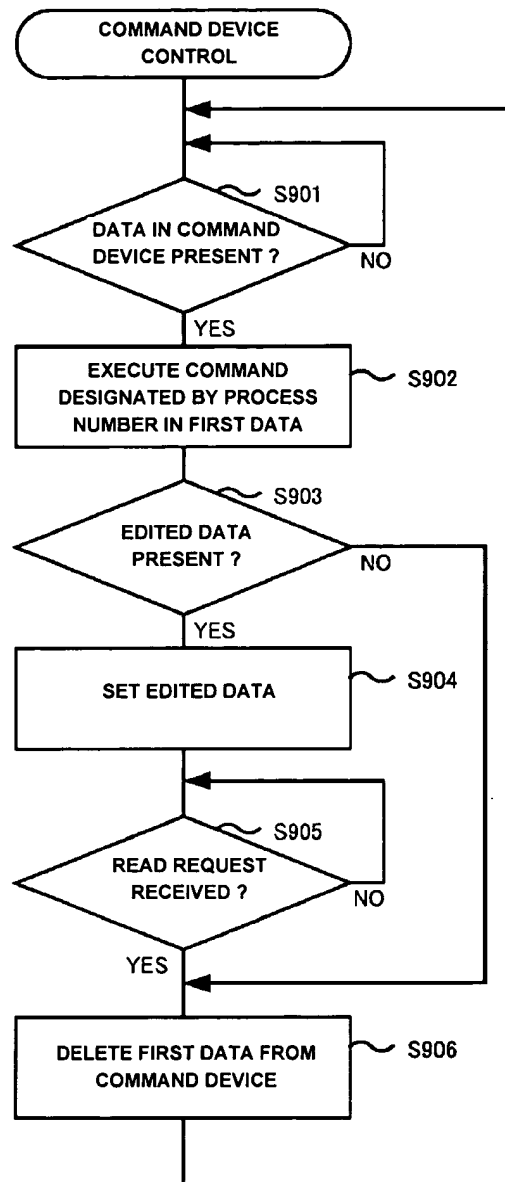 COMMAND DEVICE
CONTROL
S901
DATA IN COMMAND
DEVICE PRESENT ?
NO
YES
EXECUTE COMMAND
DESIGNATED BY PROCESS
NUMBER IN FIRST DATA
S902
S903
EDITED DATA
PRESENT ?
NO
YES
SET EDITED DATA
S904
S905
READ REQUEST
RECEIVED ?
NO
YES
DELETE FIRST DATA FROM
COMMAND DEVICE
S906